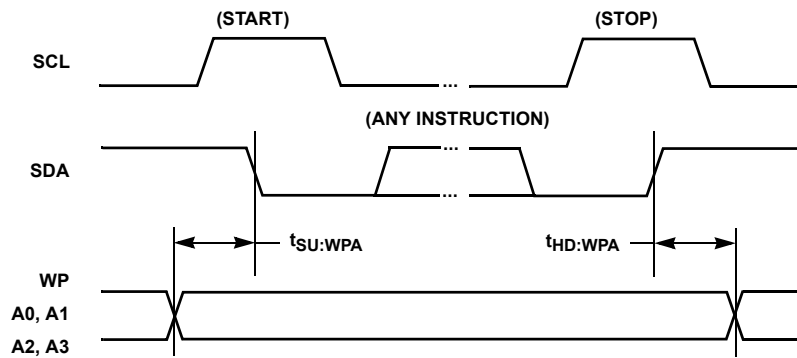 (START)
(STOP)
SCL
...
(ANY INSTRUCTION)
...
SDA
...
tSU:WPA
tHD:WPA
WP
A0, A1
A2, A3